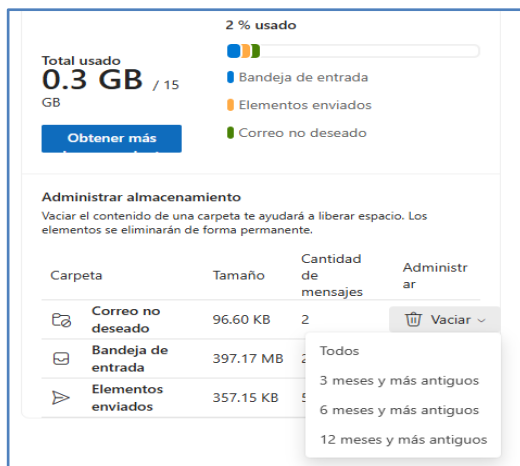 2 % usado
Total usado
0.3 GB / 15
GB
Bandeja de entrada
Elementos enviados
Correo no deseado
Obtener más
Administrar almacenamiento
Vaciar el contenido de una carpeta te ayudará a liberar espacio. Los
elementos se eliminarán de forma permanente.
Carpeta Tamaño Cantidad de mensajes Administr
ar
Correo no
deseado 96.60 KB 2 Vaciar
Bandeja de
entrada 397.17 MB
Elementos
enviados 357.15 KB
Todos
3 meses y más antiguos
6 meses y más antiguos
12 meses y más antiguos